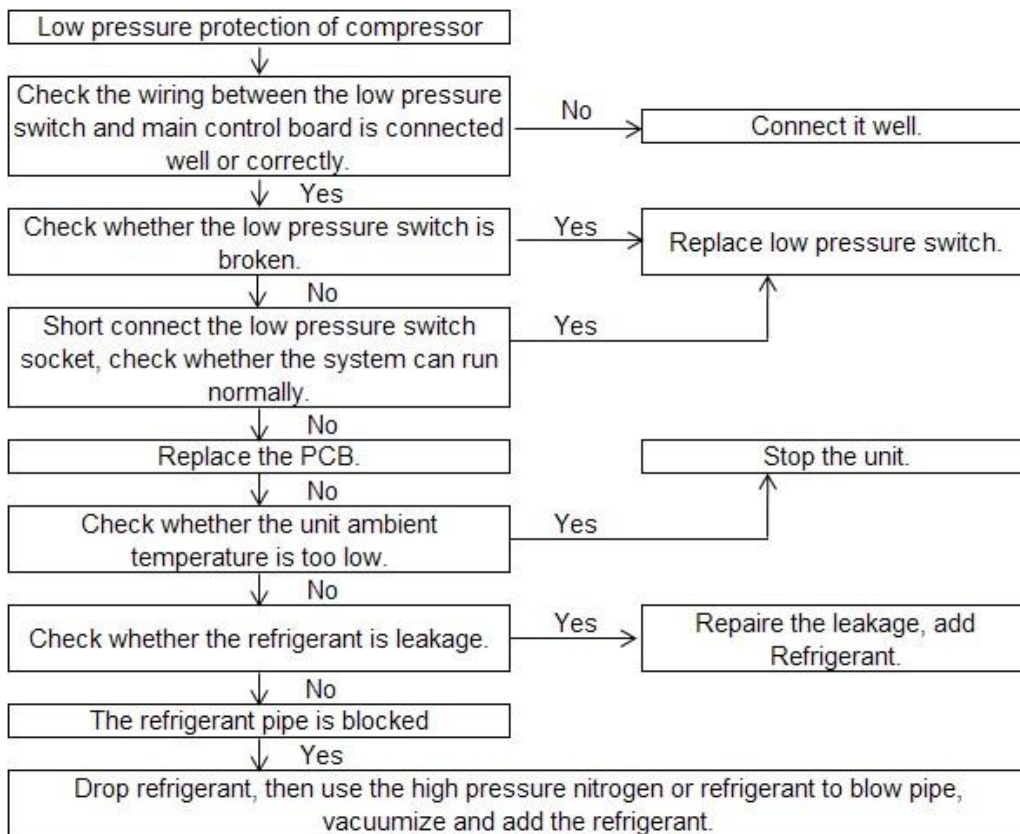 Low pressure protection of compressor
Check the wiring between the low pressure
switch and main control board is connected
well or correctly.
No
Connect it well.
Yes
Check whether the low pressure switch is
broken.
Yes
Replace low pressure switch.
No
Short connect the low pressure switch
socket, check whether the system can run
normally.
Yes
No
Replace the PCB.
Stop the unit.
No
Check whether the unit ambient
temperature is too low.
Yes
No
Check whether the refrigerant is leakage.
Yes
Repaire the leakage, add
Refrigerant.
No
The refrigerant pipe is blocked
Yes
Drop refrigerant, then use the high pressure nitrogen or refrigerant to blow pipe,
vacuumize and add the refrigerant.